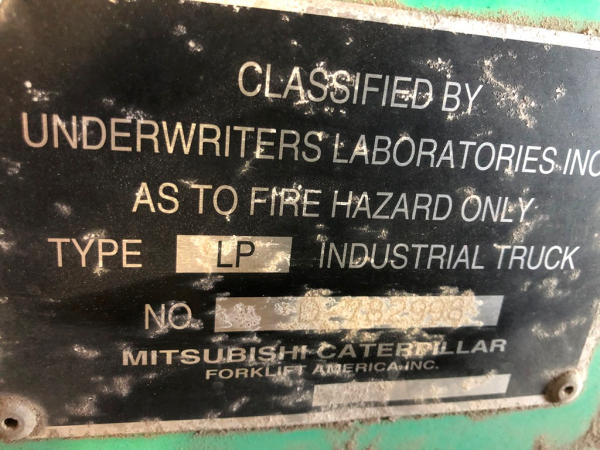 CLASSIFIED BY
UNDERWRITERS LABORATORIES INC
AS TO FIRE HAZARD ONLY
TYPE LP INDUSTRIAL TRUCK
NO.
MITSUBISHI CATERPILLAR
FORKLIFT AMERICA, INC.